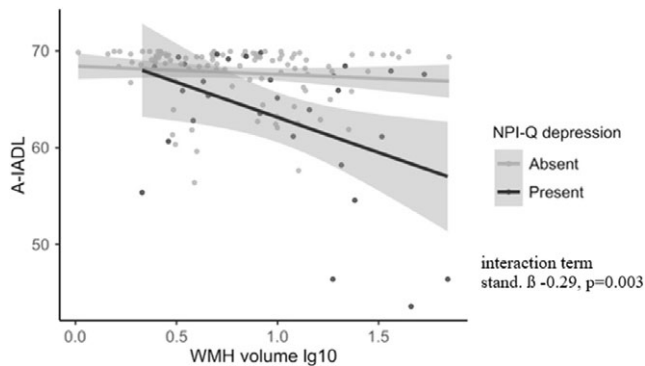 70
60
50
A-IADL
0.0 0.5 1.0 1.5
WMH volume lg10
NPI-Q depression
Absent
Present
interaction term
stand. ß -0.29, p=0.003